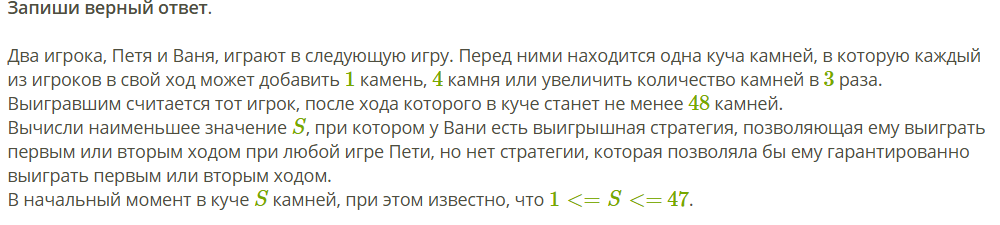 Запиши верный ответ.
Два игрока, Петя и Ваня, играют в следующую игру. Перед ними находится одна куча камней, в которую каждый
из игроков в свой ход может добавить 1 камень, 4 камня или увеличить количество камней в 3 раза.
Выигравшим считается тот игрок, после хода которого в куче станет не менее 48 камней.
Вычисли наименьшее значение S, при котором у Вани есть выигрышная стратегия, позволяющая ему выиграть
первым или вторым ходом при любой игре Пети, но нет стратегии, которая позволяла бы ему гарантированно
выиграть первым или вторым ходом.
В начальный момент в куче S камней, при этом известно, что 1 <= S <= 47.